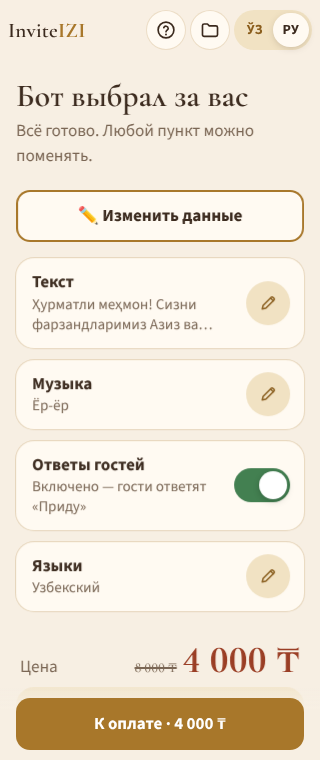 InviteIZI
ЎЗ РУ
Бот выбрал за вас
Всё готово. Любой пункт можно
поменять.
✏️ Изменить данные
Текст
Ҳурматли меҳмон! Сизни
фарзандларимиз Азиз ва…
Музыка
Ёр-ёр
Ответы гостей
Включено — гости ответят
«Приду»
Языки
Узбекский
Цена 8 000 ₸ 4 000 ₸
К оплате · 4 000 ₸